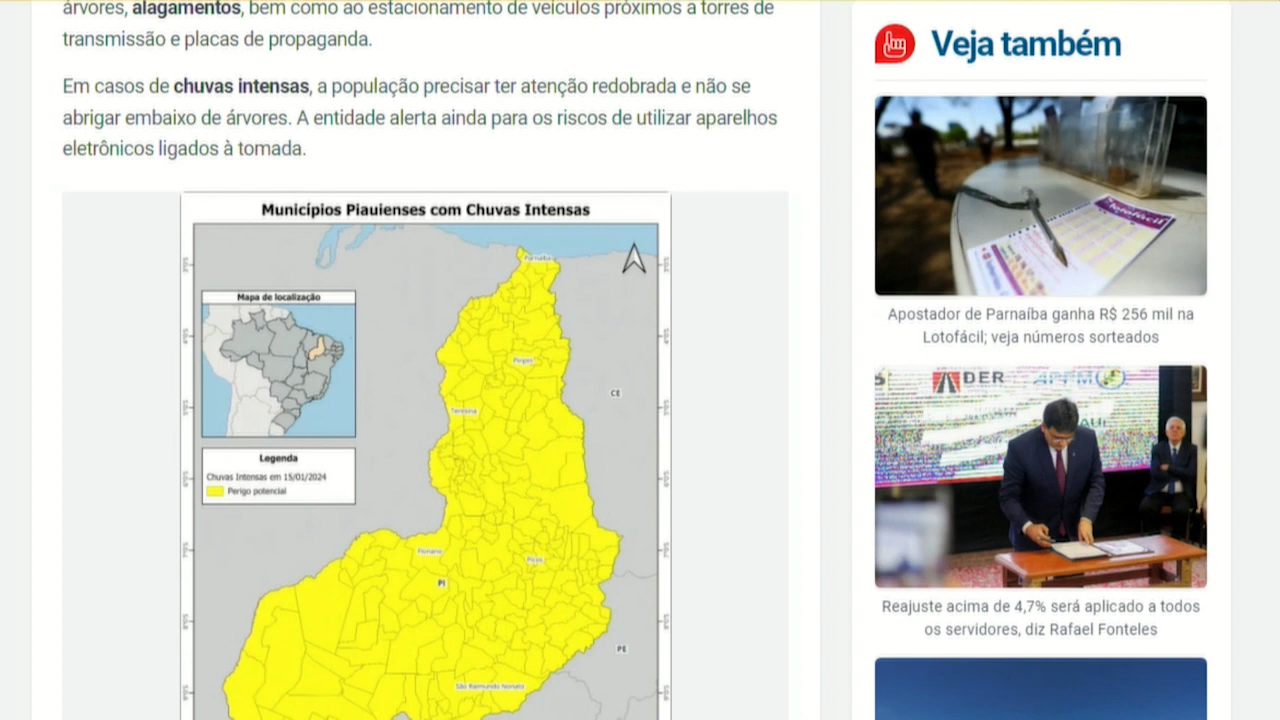 árvores, alagamentos, bem como ao estacionamento de veículos próximos a torres de
transmissão e placas de propaganda.
Em casos de chuvas intensas, a população precisar ter atenção redobrada e não se
abrigar embaixo de árvores. A entidade alerta ainda para os riscos de utilizar aparelhos
eletrônicos ligados à tomada.
Municípios Piauienses com Chuvas Intensas
Parnaíba
Mapa de localização
Piripiri
CE
Teresina
Legenda
Chuvas Intensas em 15/01/2024
Perigo potencial
Floriano
Picos
PI
PE
São Raimundo Nonato
Veja também
lotofácil
Apostador de Parnaíba ganha R$ 256 mil na
Lotofácil; veja números sorteados
DER
APPM
Reajuste acima de 4,7% será aplicado a todos
os servidores, diz Rafael Fonteles